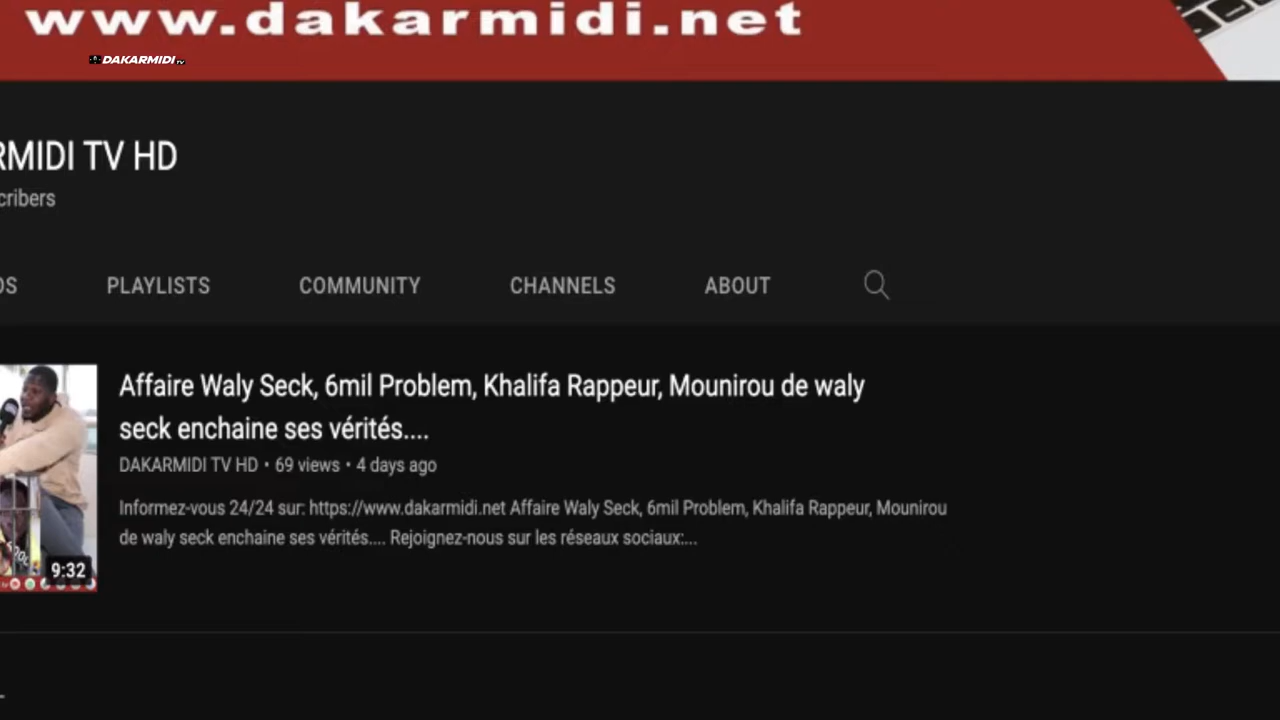 www.dakarmidi.net
DAKARMIDI TV
RMIDI TV HD
cribers
OS
PLAYLISTS
COMMUNITY
CHANNELS
ABOUT
Affaire Waly Seck, 6mil Problem, Khalifa Rappeur, Mounirou de waly
seck enchaine ses vérités....
DAKARMIDI TV HD • 69 views • 4 days ago
Informez-vous 24/24 sur: https://www.dakarmidi.net Affaire Waly Seck, 6mil Problem, Khalifa Rappeur, Mounirou
de waly seck enchaine ses vérités.... Rejoignez-nous sur les réseaux sociaux:...
9:32